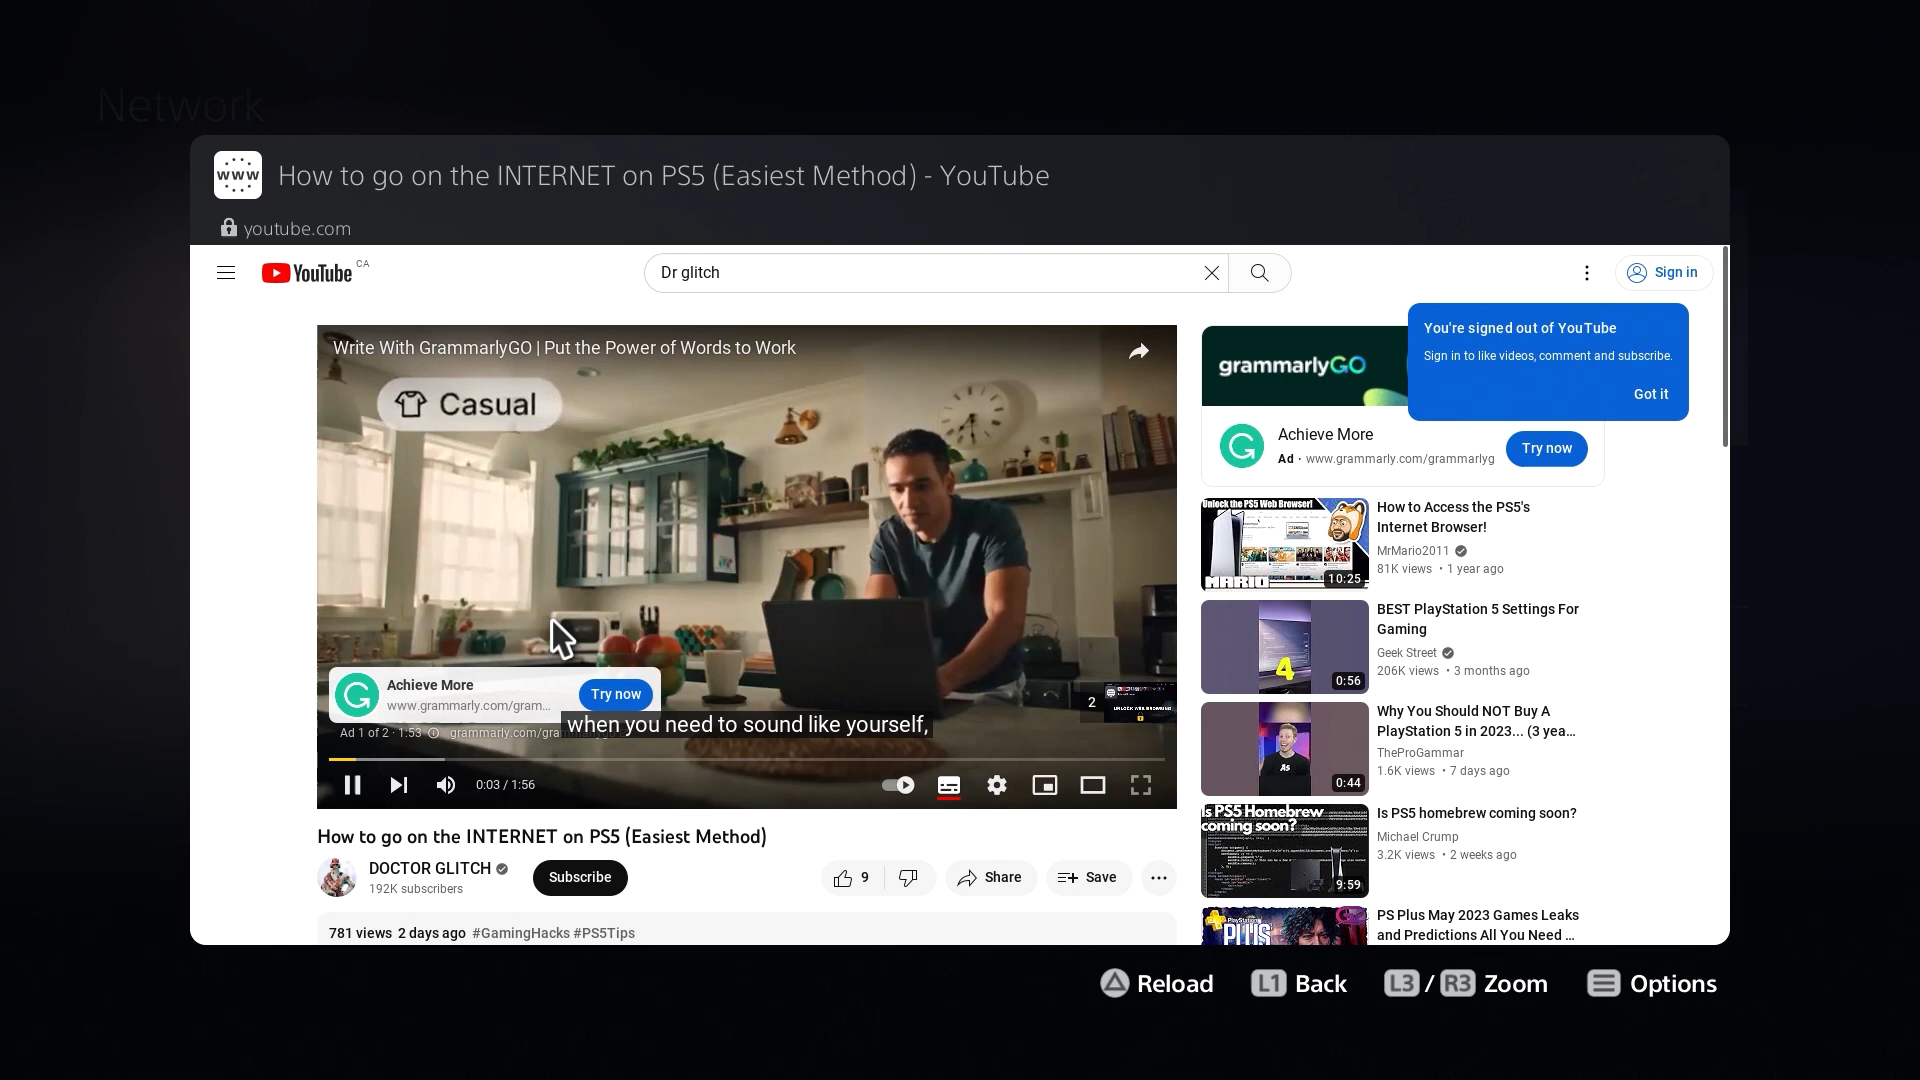 Network
WWW
How to go on the INTERNET on PS5 (Easiest Method) - YouTube
youtube.com
YouTube CA
Dr glitch
Sign in
You're signed out of YouTube
Sign in to like videos, comment and subscribe.
Got it
Write With GrammarlyGO | Put the Power of Words to Work
Casual
Achieve More
www.grammarly.com/gram...
Try now
when you need to sound like yourself,
Ad 1 of 2 · 1:53
grammarly.com/gra
2
UNLOCK WEB BROWSING
0:03 / 1:56
How to go on the INTERNET on PS5 (Easiest Method)
DOCTOR GLITCH
192K subscribers
Subscribe
9
Share
Save
781 views 2 days ago #GamingHacks #PS5Tips
grammarlyGO
Achieve More
Ad · www.grammarly.com/grammarlyg
Try now
Unlock the PS5 Web Browser!
MARIO
10:25
How to Access the PS5's
Internet Browser!
MrMario2011
81K views · 1 year ago
4
0:56
BEST PlayStation 5 Settings For
Gaming
Geek Street
206K views · 3 months ago
0:44
Why You Should NOT Buy A
PlayStation 5 in 2023... (3 yea...
TheProGammar
1.6K views · 7 days ago
Is PS5 Homebrew
coming soon?
9:59
Is PS5 homebrew coming soon?
Michael Crump
3.2K views · 2 weeks ago
PlayStation
PLUS
PS Plus May 2023 Games Leaks
and Predictions All You Need ...
Reload
L1 Back
L3 / R3 Zoom
Options